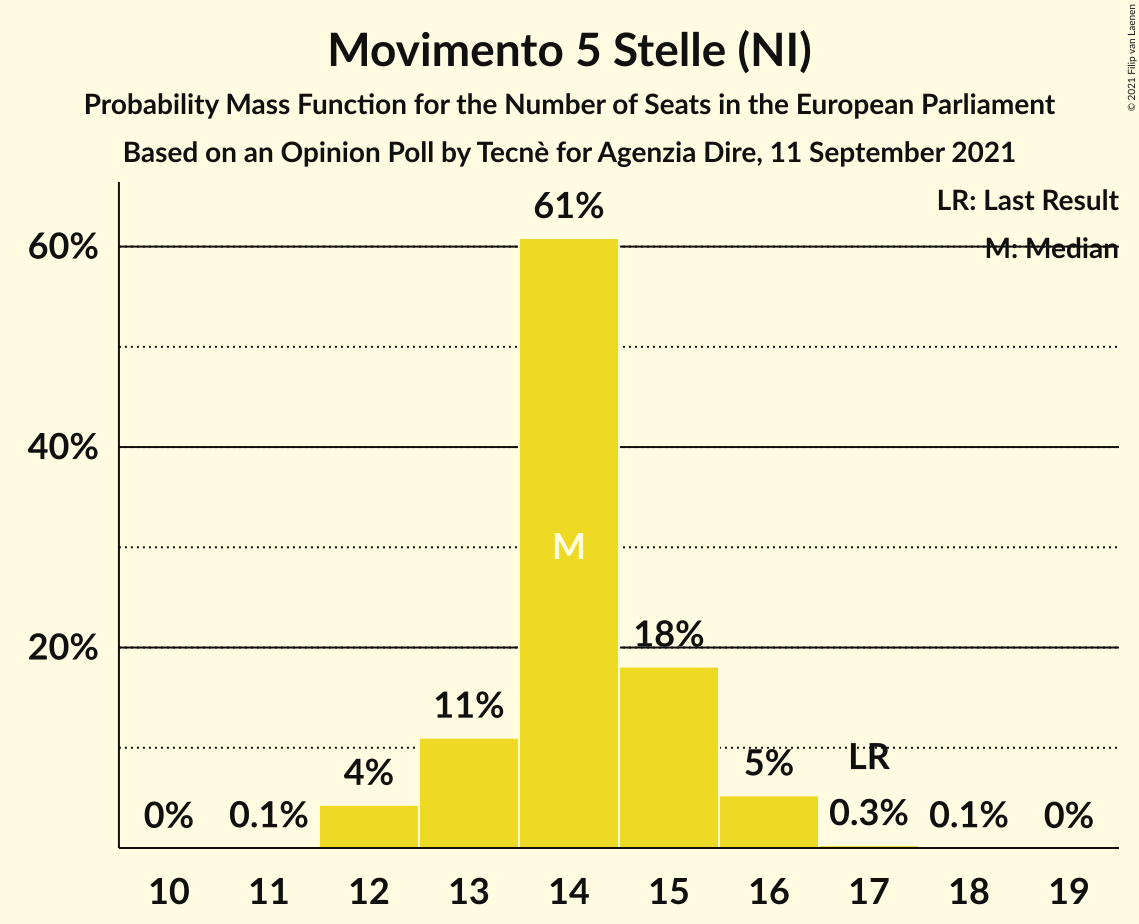 Movimento 5 Stelle (NI)
Probability Mass Function for the Number of Seats in the European Parliament
Based on an Opinion Poll by Tecnè for Agenzia Dire, 11 September 2021
© 2021 Filip van Laenen
LR: Last Result
M: Median
60%
40%
20%
0%
0.1%
4%
11%
61%
M
18%
5%
LR
0.3%
0.1%
0%
10 11 12 13 14 15 16 17 18 19